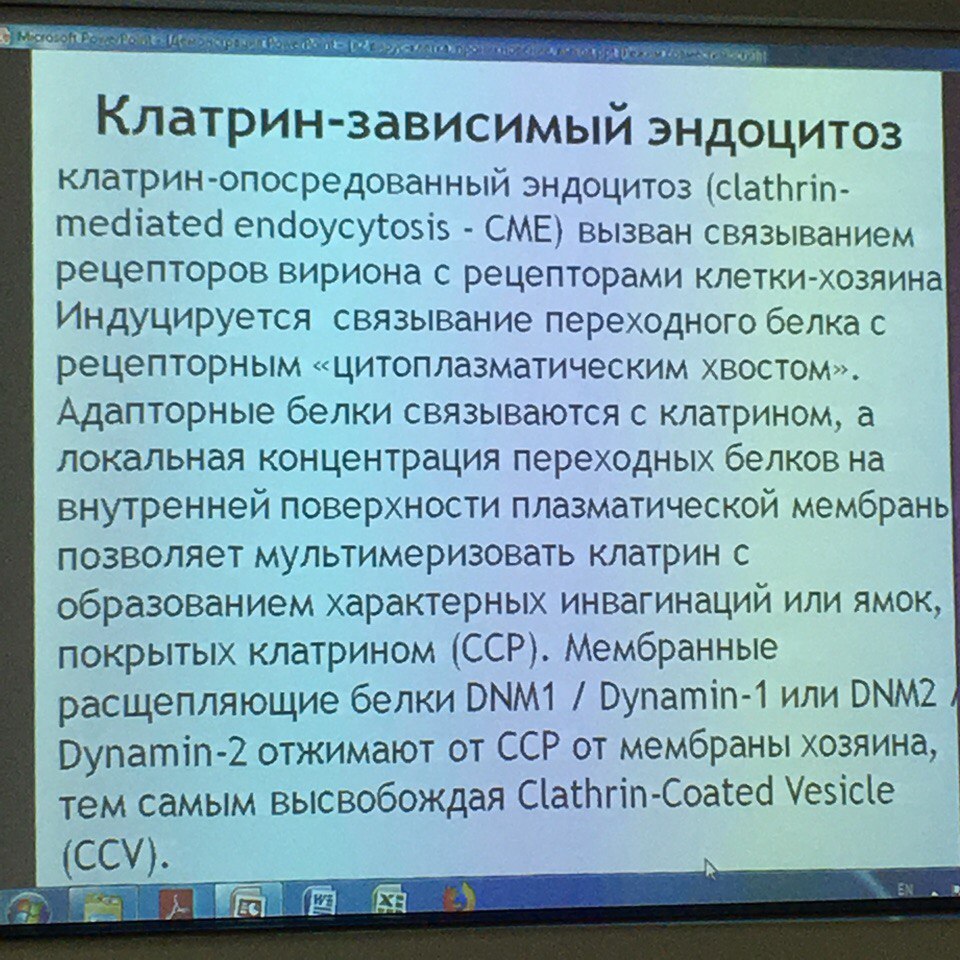 Microsoft PowerPoint - [Демонстрация PowerPoint - [
Клатрин-зависимый эндоцитоз
клатрин-опосредованный эндоцитоз (clathrin-
mediated endoycytosis - CME) вызван связыванием
рецепторов вириона с рецепторами клетки-хозяина
Индуцируется связывание переходного белка с
рецепторным «цитоплазматическим хвостом».
Адапторные белки связываются с клатрином, а
локальная концентрация переходных белков на
внутренней поверхности плазматической мембраны
позволяет мультимеризовать клатрин с
образованием характерных инвагинаций или ямок,
покрытых клатрином (CCP). Мембранные
расщепляющие белки DNM1 / Dynamin-1 или DNM2 /
Dynamin-2 отжимают от CCP от мембраны хозяина,
тем самым высвобождая Clathrin-Coated Vesicle
(CCV).
EN